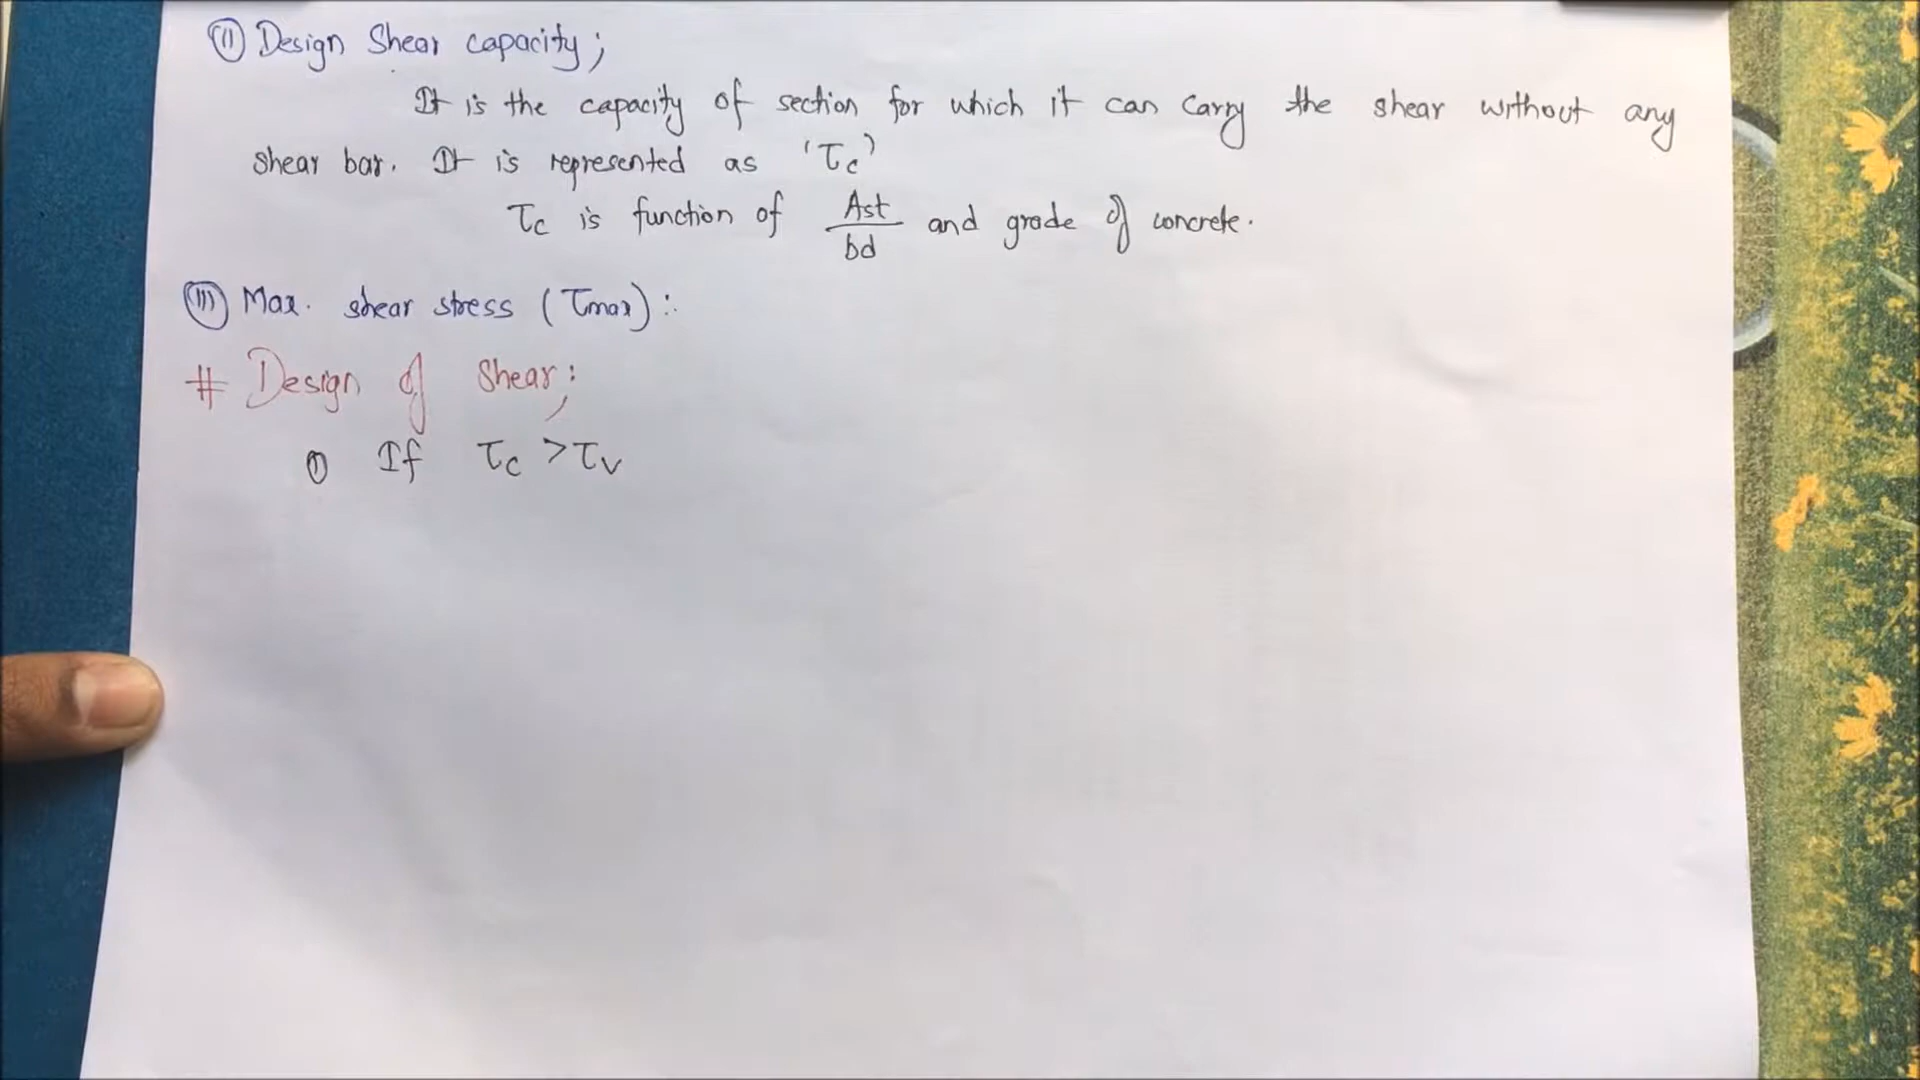 (II) Design Shear capacity;
It is the capacity of section for which it can carry the shear without any
shear bar. It is represented as 'τc'
τc is function of Ast/bd and grade of concrete.
(III) Max. shear stress (τmax):
# Design of Shear:
① If τc > τv